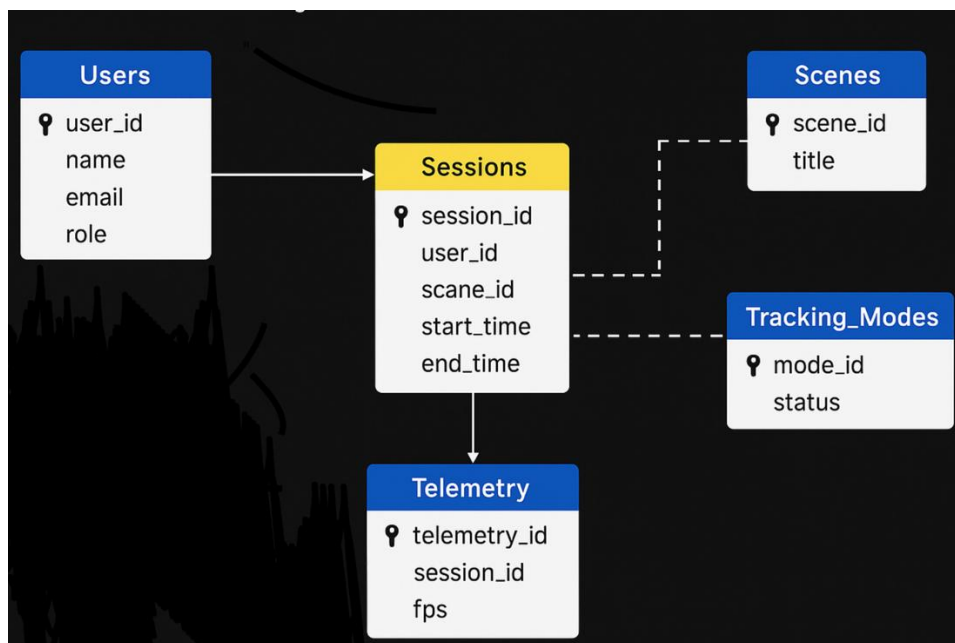 Users
user_id
name
email
role
Scenes
scene_id
title
Sessions
session_id
user_id
scane_id
start_time
end_time
Tracking_Modes
mode_id
status
Telemetry
telemetry_id
session_id
fps